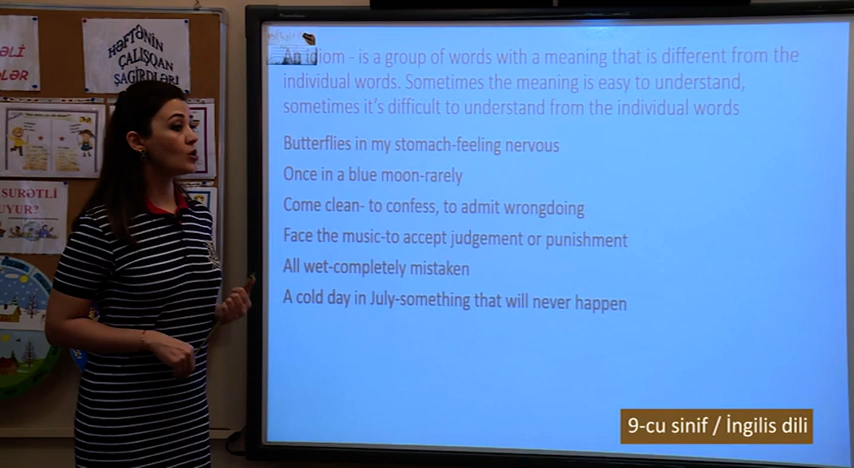 ƏLİ
ƏR
HƏFTƏNİN
ÇALIŞQAN
ŞAGİRDLƏRİ
SURƏTLİ
UYUR?
An idiom - is a group of words with a meaning that is different from the
individual words. Sometimes the meaning is easy to understand,
sometimes it's difficult to understand from the individual words
Butterflies in my stomach-feeling nervous
Once in a blue moon-rarely
Come clean- to confess, to admit wrongdoing
Face the music-to accept judgement or punishment
All wet-completely mistaken
A cold day in July-something that will never happen
9-cu sinif / İngilis dili